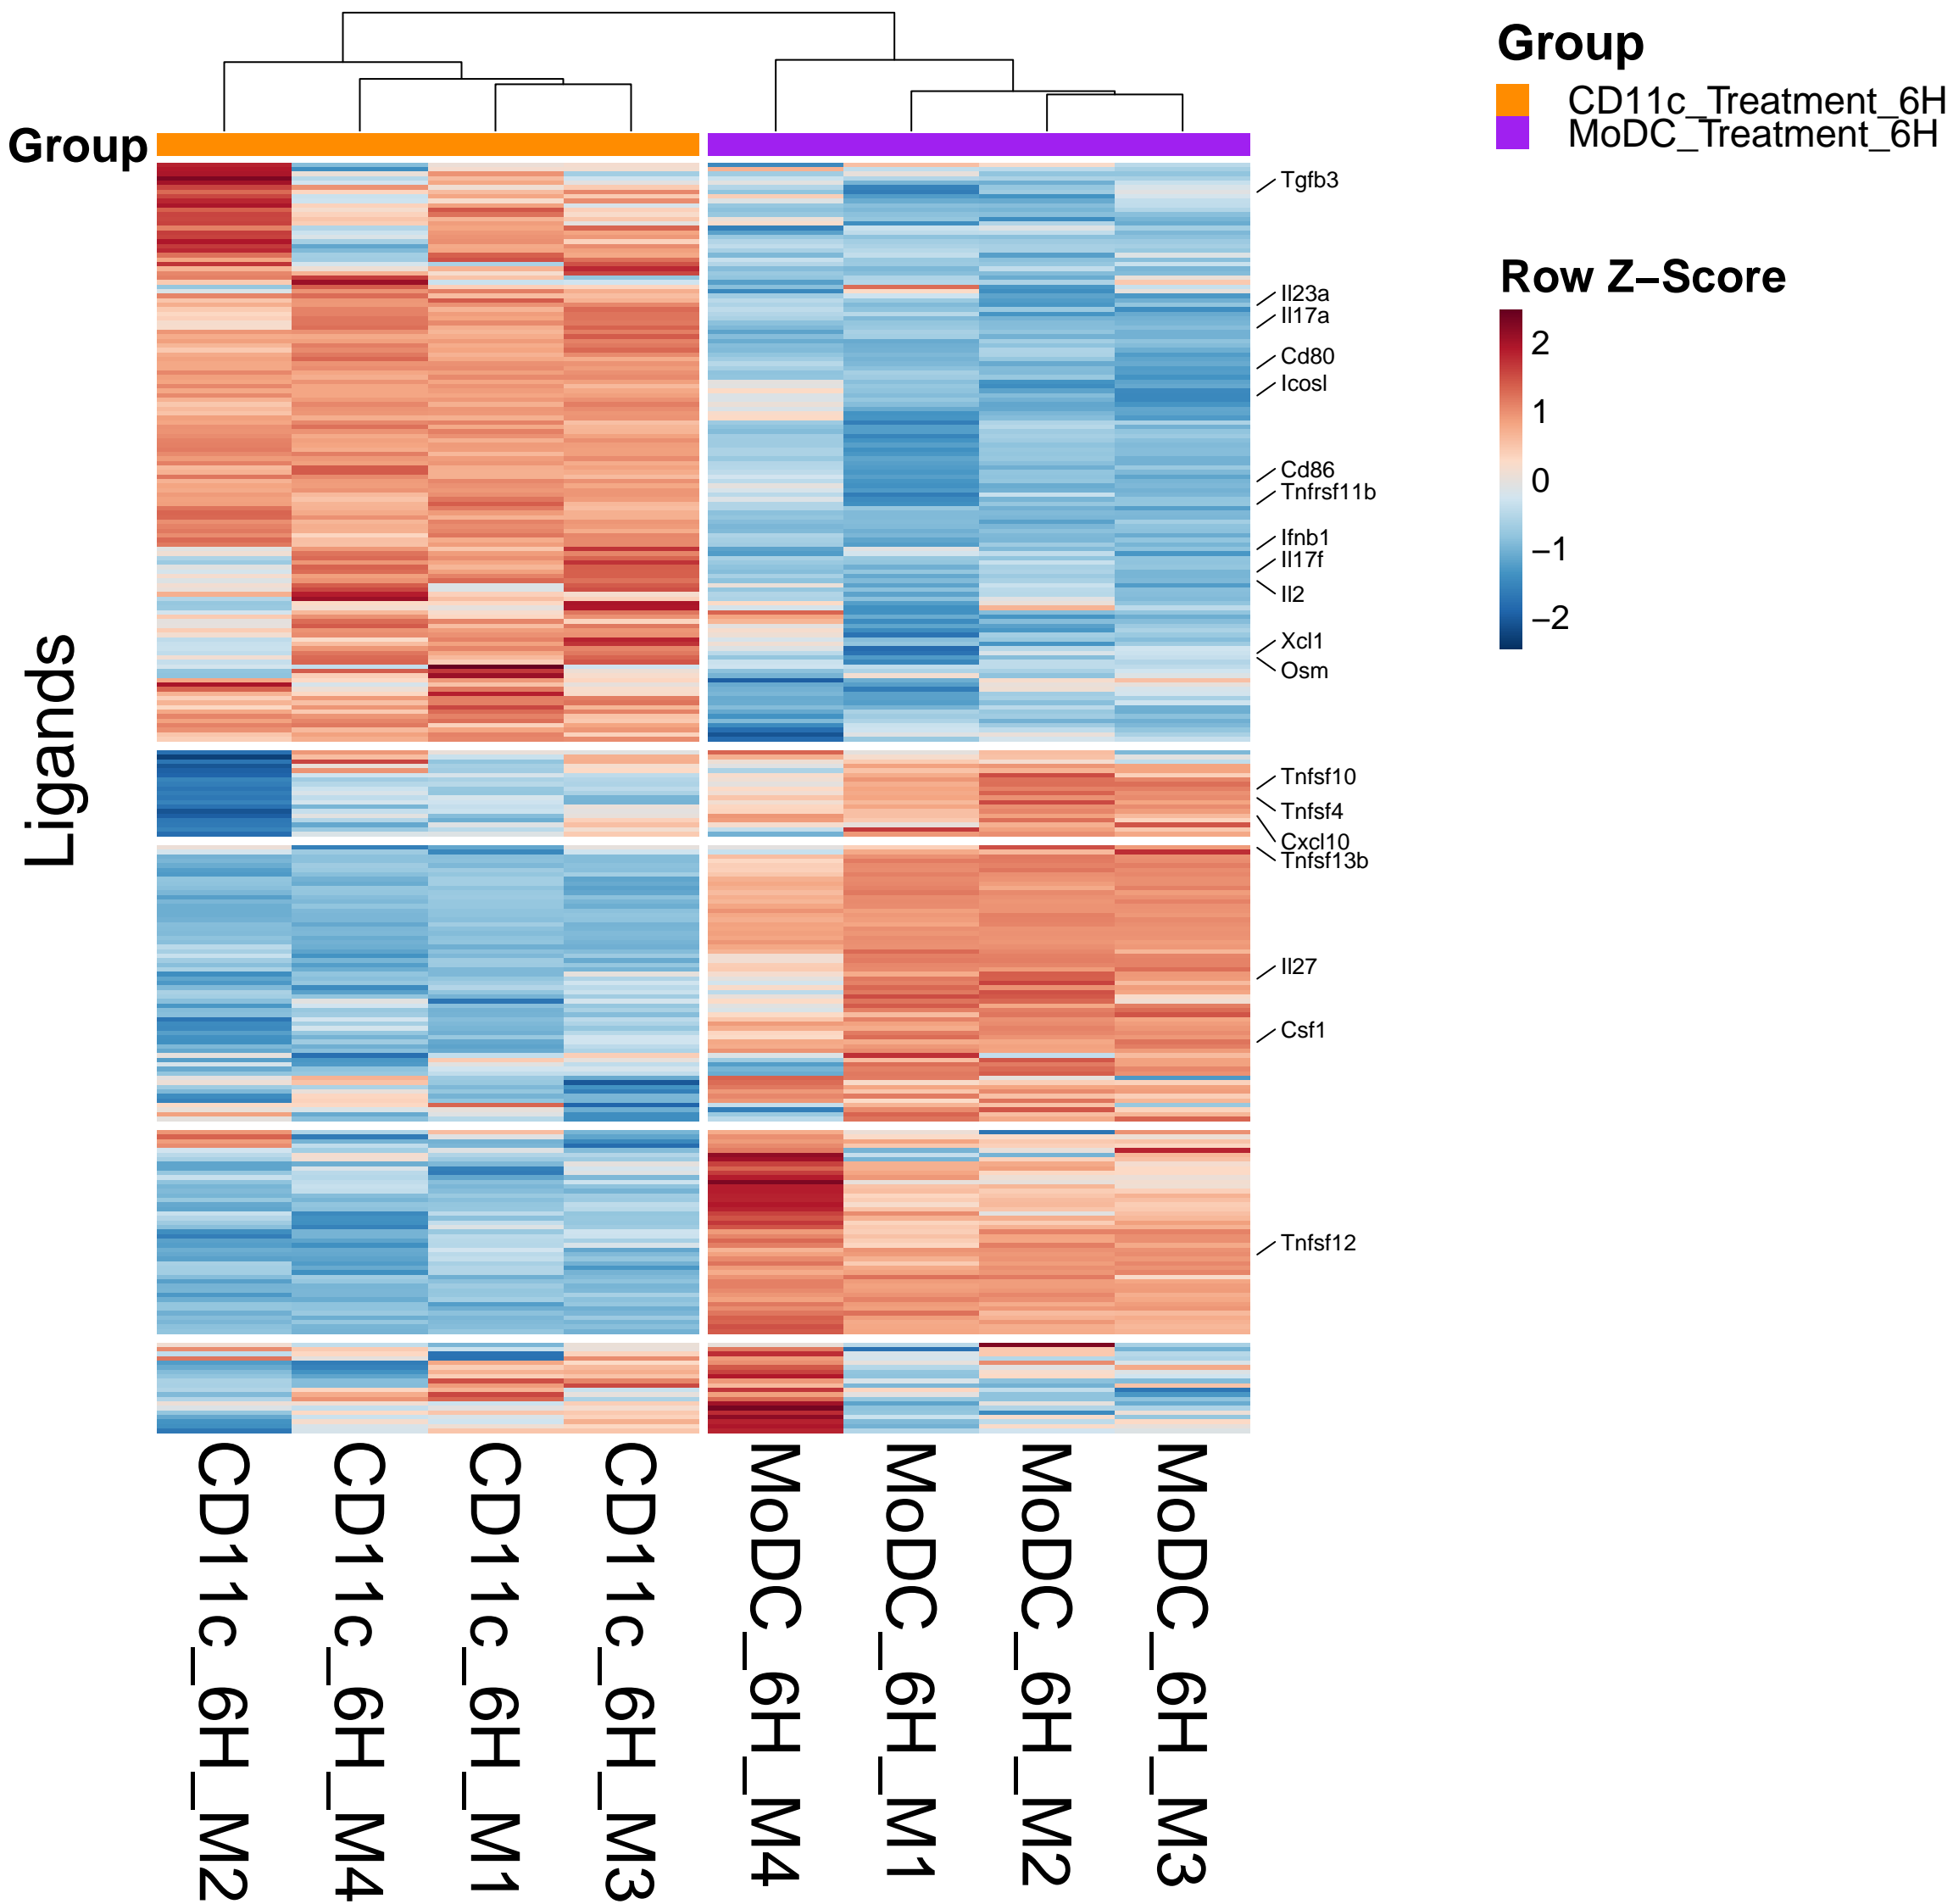 Group
CD11c_Treatment_6H
MoDC_Treatment_6H
Group
Row Z−Score
2
1
0
−1
−2
Tgfb3
Il23a
Il17a
Cd80
Icosl
Cd86
Tnfrsf11b
Ifnb1
Il17f
Il2
Xcl1
Osm
Tnfsf10
Tnfsf4
Cxcl10
Tnfsf13b
Il27
Csf1
Tnfsf12
Ligands
CD11c_6H_M2
CD11c_6H_M4
CD11c_6H_M1
CD11c_6H_M3
MoDC_6H_M4
MoDC_6H_M1
MoDC_6H_M2
MoDC_6H_M3